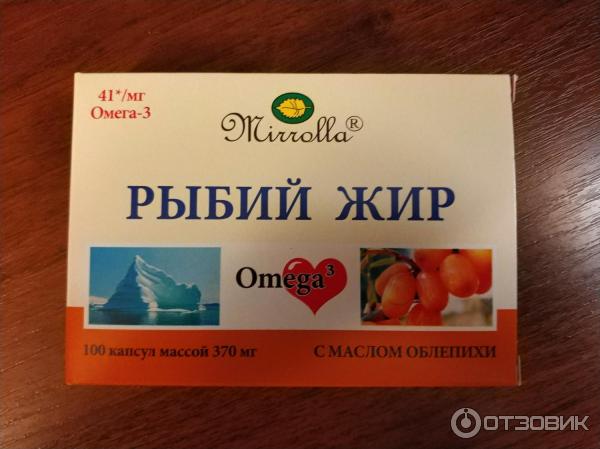 41*/мг
Омега-3
Mirrolla®
РЫБИЙ ЖИР
Omega³
100 капсул массой 370 мг
С МАСЛОМ ОБЛЕПИХИ
ОТЗОВИК